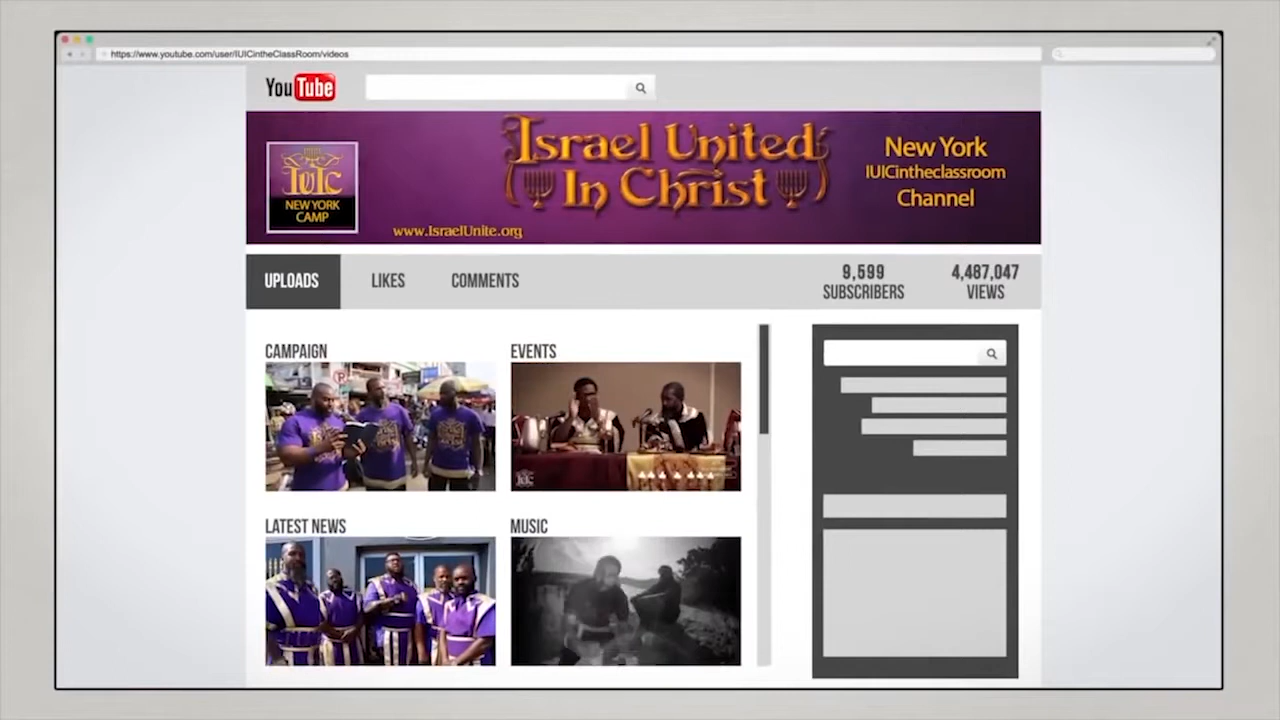 https://www.youtube.com/user/IUICintheClassRoom/videos
YouTube
Israel United
In Christ
IUIC
NEW YORK
CAMP
www.IsraelUnite.org
New York
IUICintheclassroom
Channel
UPLOADS
LIKES
COMMENTS
9,599
SUBSCRIBERS
4,487,047
VIEWS
CAMPAIGN
EVENTS
LATEST NEWS
MUSIC